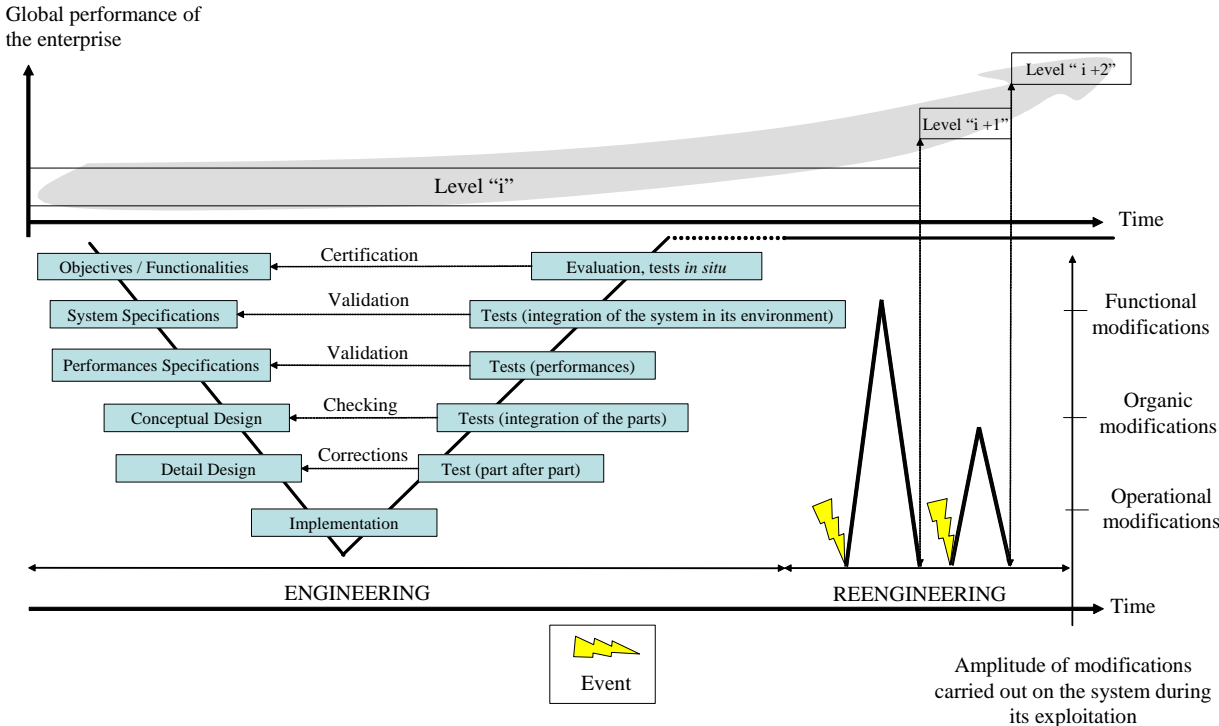 Global performance of
the enterprise
Level “ i +2”
Level “i +1”
Level “i”
Time
Objectives / Functionalities
Certification
Evaluation, tests in situ
System Specifications
Validation
Tests (integration of the system in its environment)
Performances Specifications
Validation
Tests (performances)
Conceptual Design
Checking
Tests (integration of the parts)
Detail Design
Corrections
Test (part after part)
Implementation
Functional
modifications
Organic
modifications
Operational
modifications
ENGINEERING
REENGINEERING
Time
Event
Amplitude of modifications
carried out on the system during
its exploitation